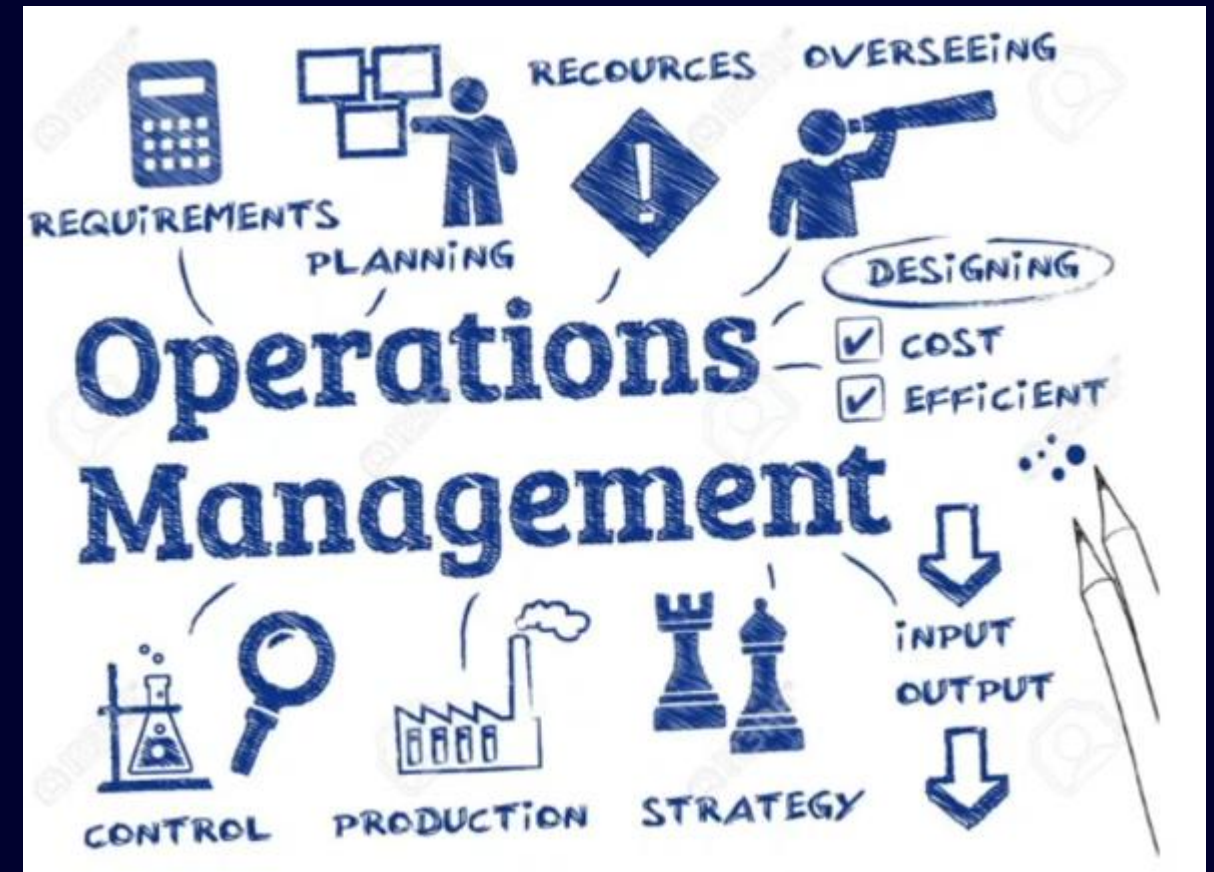 RECOURCES OVERSEEiNG
REQUiREMENTS
PLANNiNG
DESiGNiNG
Operations
COST
EFFiCiENT
Management
iNPUT
OUTPUT
CONTROL PRODUCTiON STRATEGY